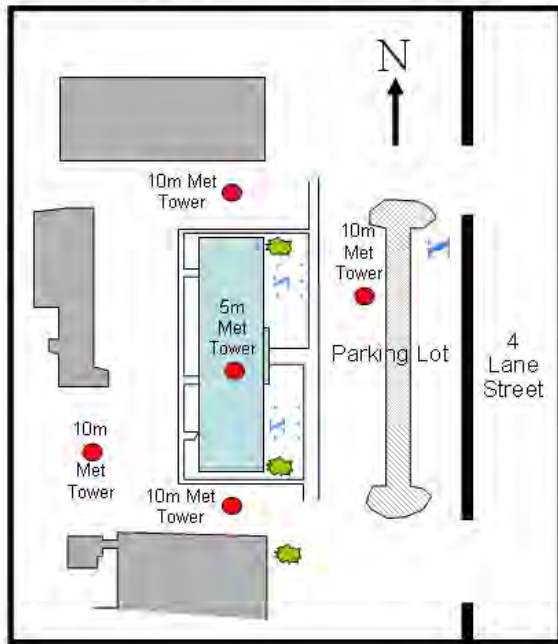 N
10m Met
Tower
10m
Met
Tower
5m
Met
Tower
Parking Lot
4
Lane
Street
10m
Met
Tower
10m Met
Tower